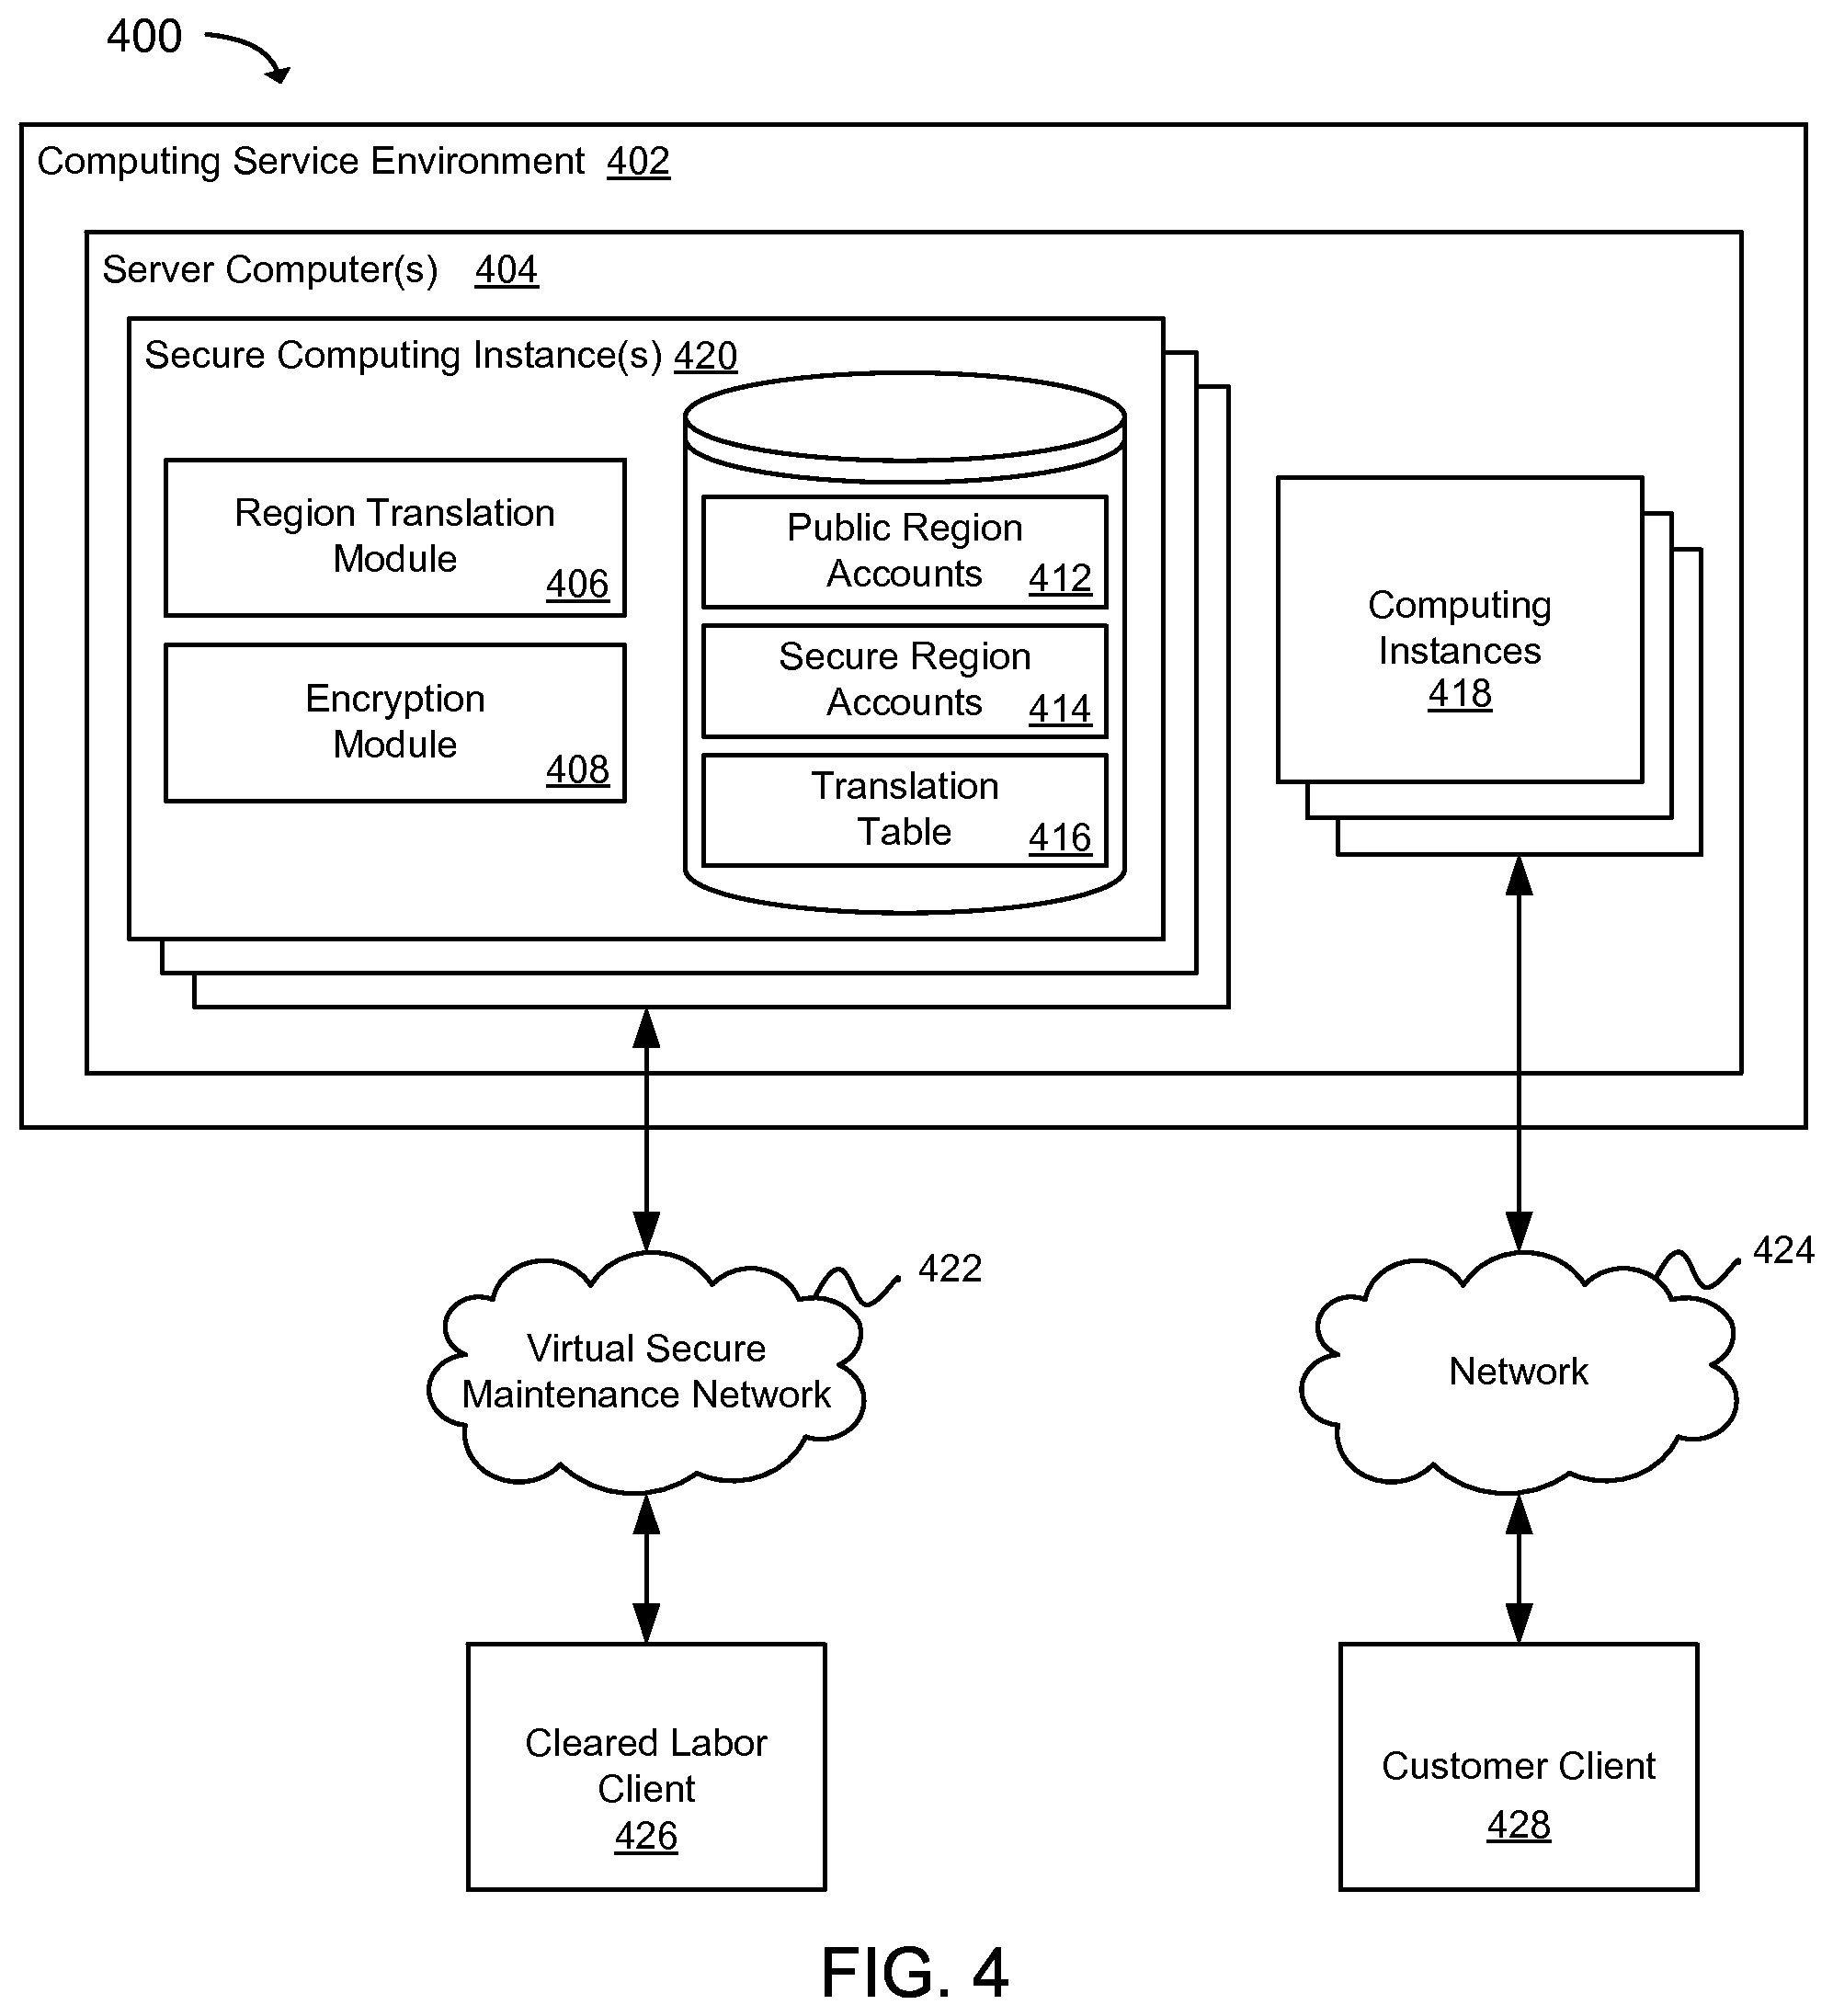 400
Computing Service Environment 402
Server Computer(s) 404
Secure Computing Instance(s) 420
Region Translation
Module
406
Encryption
Module
408
Public Region
Accounts 412
Secure Region
Accounts 414
Translation
Table 416
Computing
Instances
418
422
Virtual Secure
Maintenance Network
424
Network
Cleared Labor
Client
426
Customer Client
428
FIG. 4